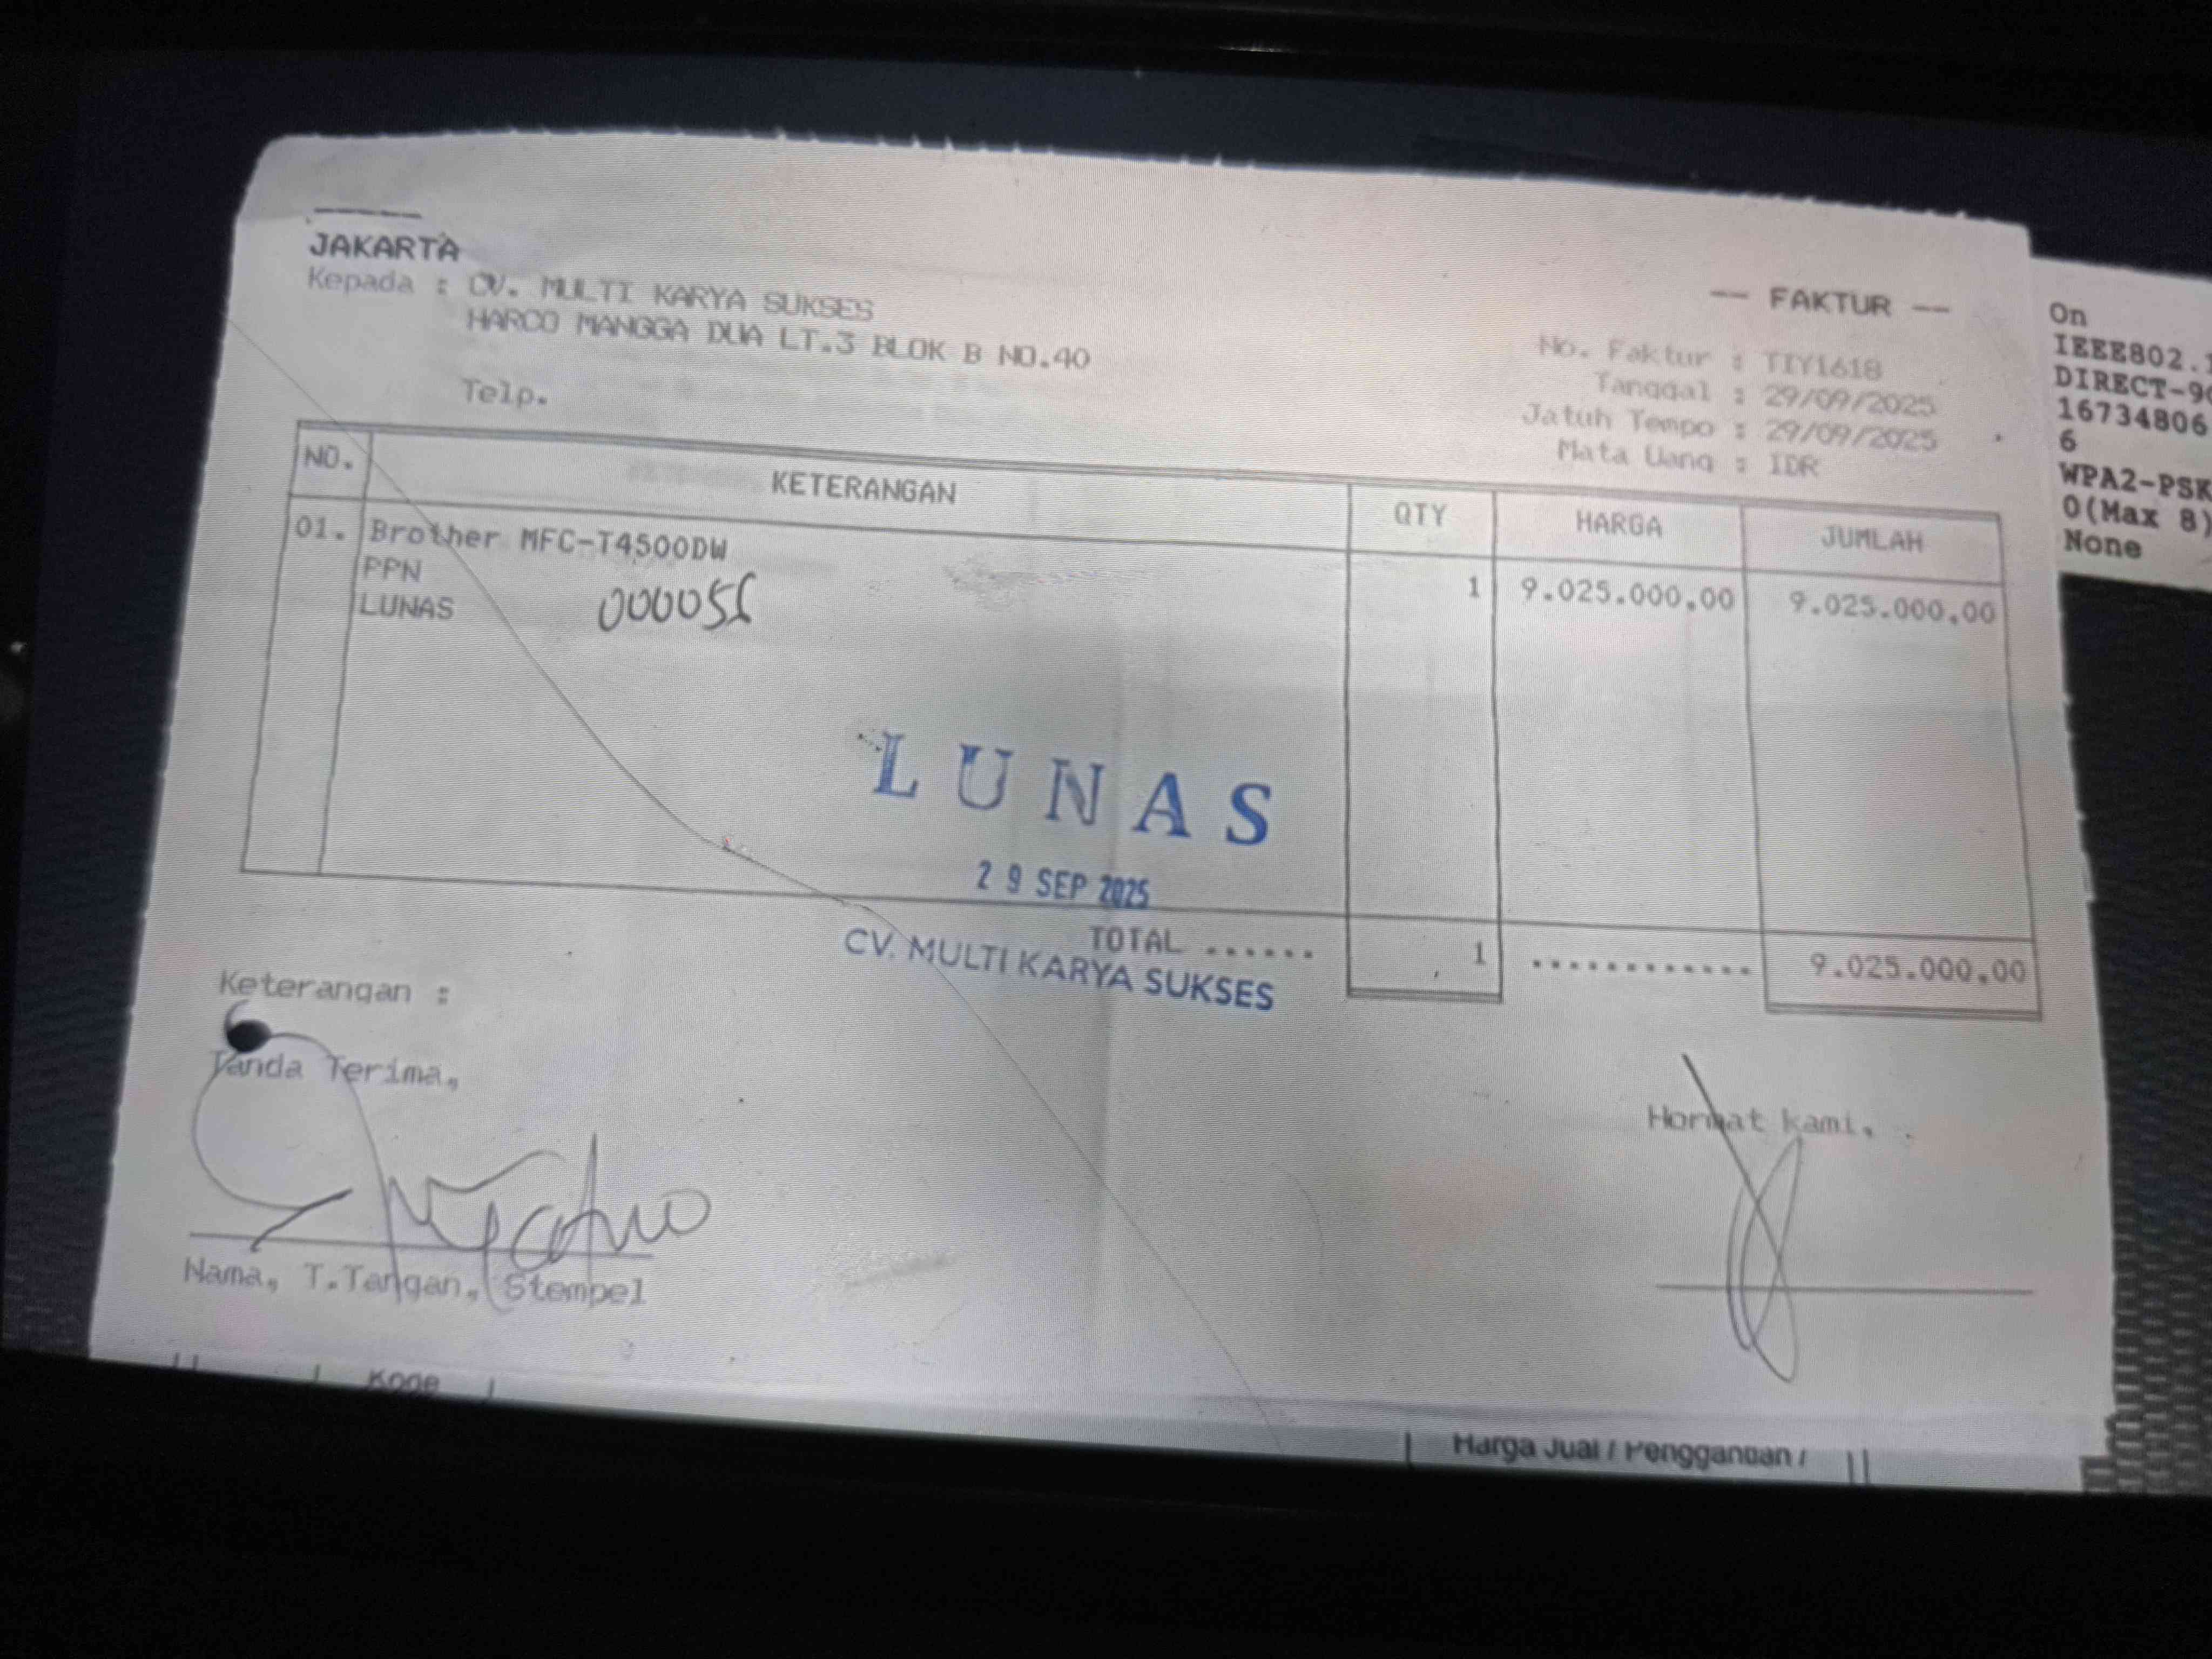 JAKARTA
Kepada : CV. MULTI KARYA SUKSES
HARCO MANGGA DUA LT.3 BLOK B NO.40
Telp.
-- FAKTUR --
No. Faktur : TIY1618
Tanggal : 29/09/2025
Jatuh Tempo : 29/09/2025
Mata Uang : IDR
NO. KETERANGAN QTY HARGA JUMLAH
01. Brother MFC-T4500DW 1 9.025.000,00 9.025.000,00
PPN
LUNAS
LUNAS
29 SEP 2025
CV. MULTI KARYA SUKSES
TOTAL ...... 1 ............ 9.025.000,00
Keterangan :
Tanda Terima,
Hormat kami,
Nama, T.Tangan, Stempel
Kode
Harga Jual / Penggantian /
On
IEEE802.1
DIRECT-90
16734806
6
WPA2-PSK
0(Max 8)
None